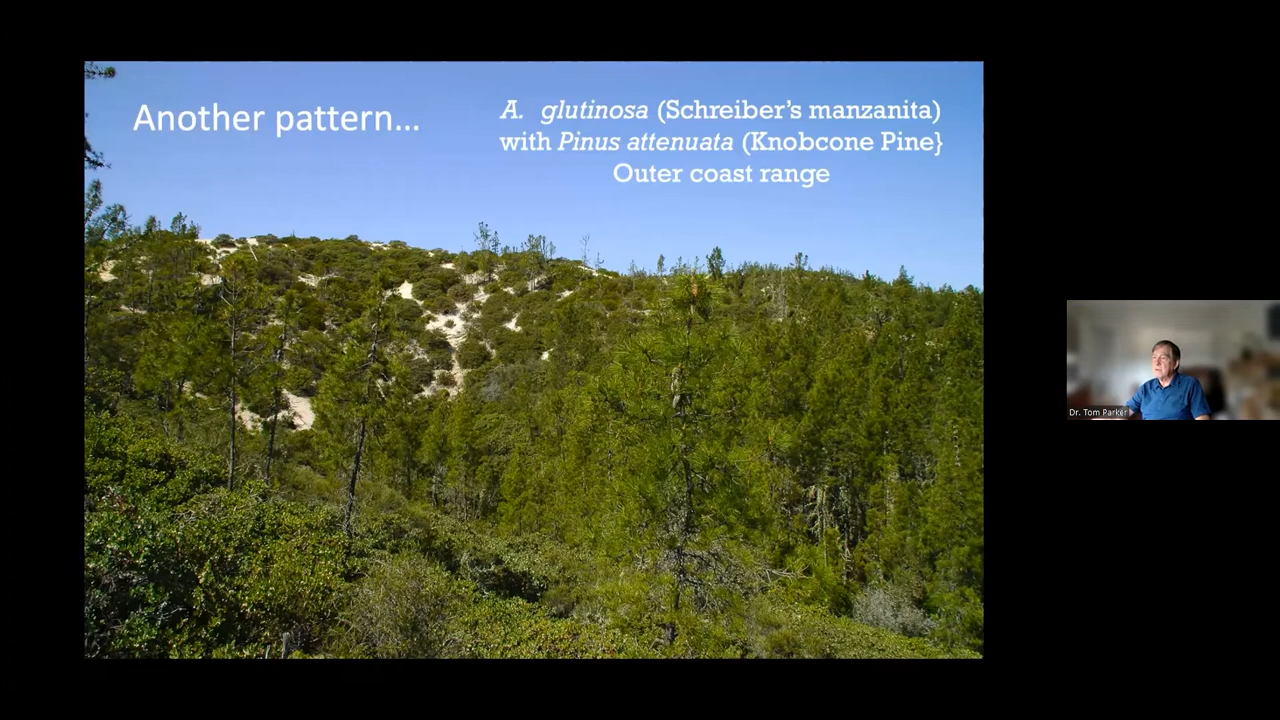 Another pattern...
A. glutinosa (Schreiber's manzanita)
with Pinus attenuata (Knobcone Pine}
Outer coast range
Dr. Tom Parker